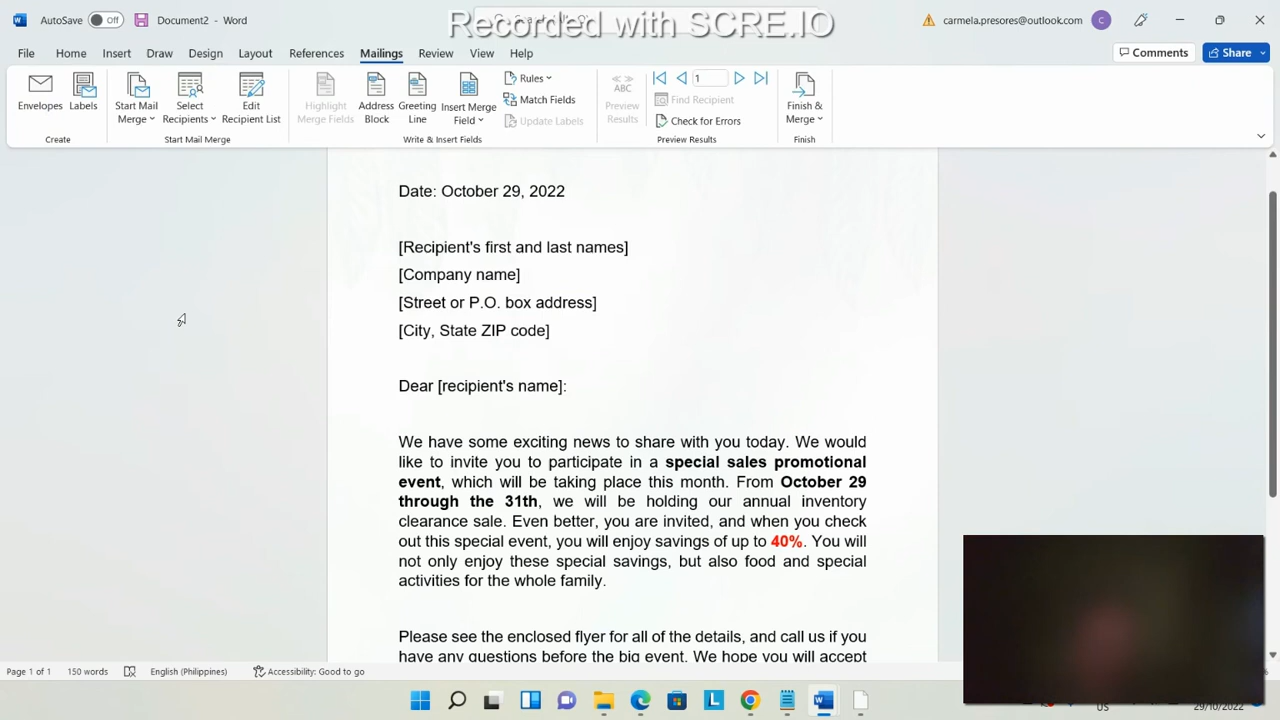 AutoSave Off Document2 - Word carmela.presores@outlook.com C
Recorded with SCRE.IO
File Home Insert Draw Design Layout References Mailings Review View Help Comments Share
Envelopes Labels Start Mail Merge Select Recipients Edit Recipient List Highlight Merge Fields Address Block Greeting Line Insert Merge Field Rules Match Fields Update Labels Preview Results 1 Find Recipient Check for Errors Finish & Merge
ABC
Create Start Mail Merge Write & Insert Fields Preview Results Finish
Date: October 29, 2022
[Recipient's first and last names]
[Company name]
[Street or P.O. box address]
[City, State ZIP code]
Dear [recipient's name]:
We have some exciting news to share with you today. We would
like to invite you to participate in a special sales promotional
event, which will be taking place this month. From October 29
through the 31th, we will be holding our annual inventory
clearance sale. Even better, you are invited, and when you check
out this special event, you will enjoy savings of up to 40%. You will
not only enjoy these special savings, but also food and special
activities for the whole family.
Please see the enclosed flyer for all of the details, and call us if you
have any questions before the big event. We hope you will accept
Page 1 of 1 150 words English (Philippines) Accessibility: Good to go
US 29/10/2022